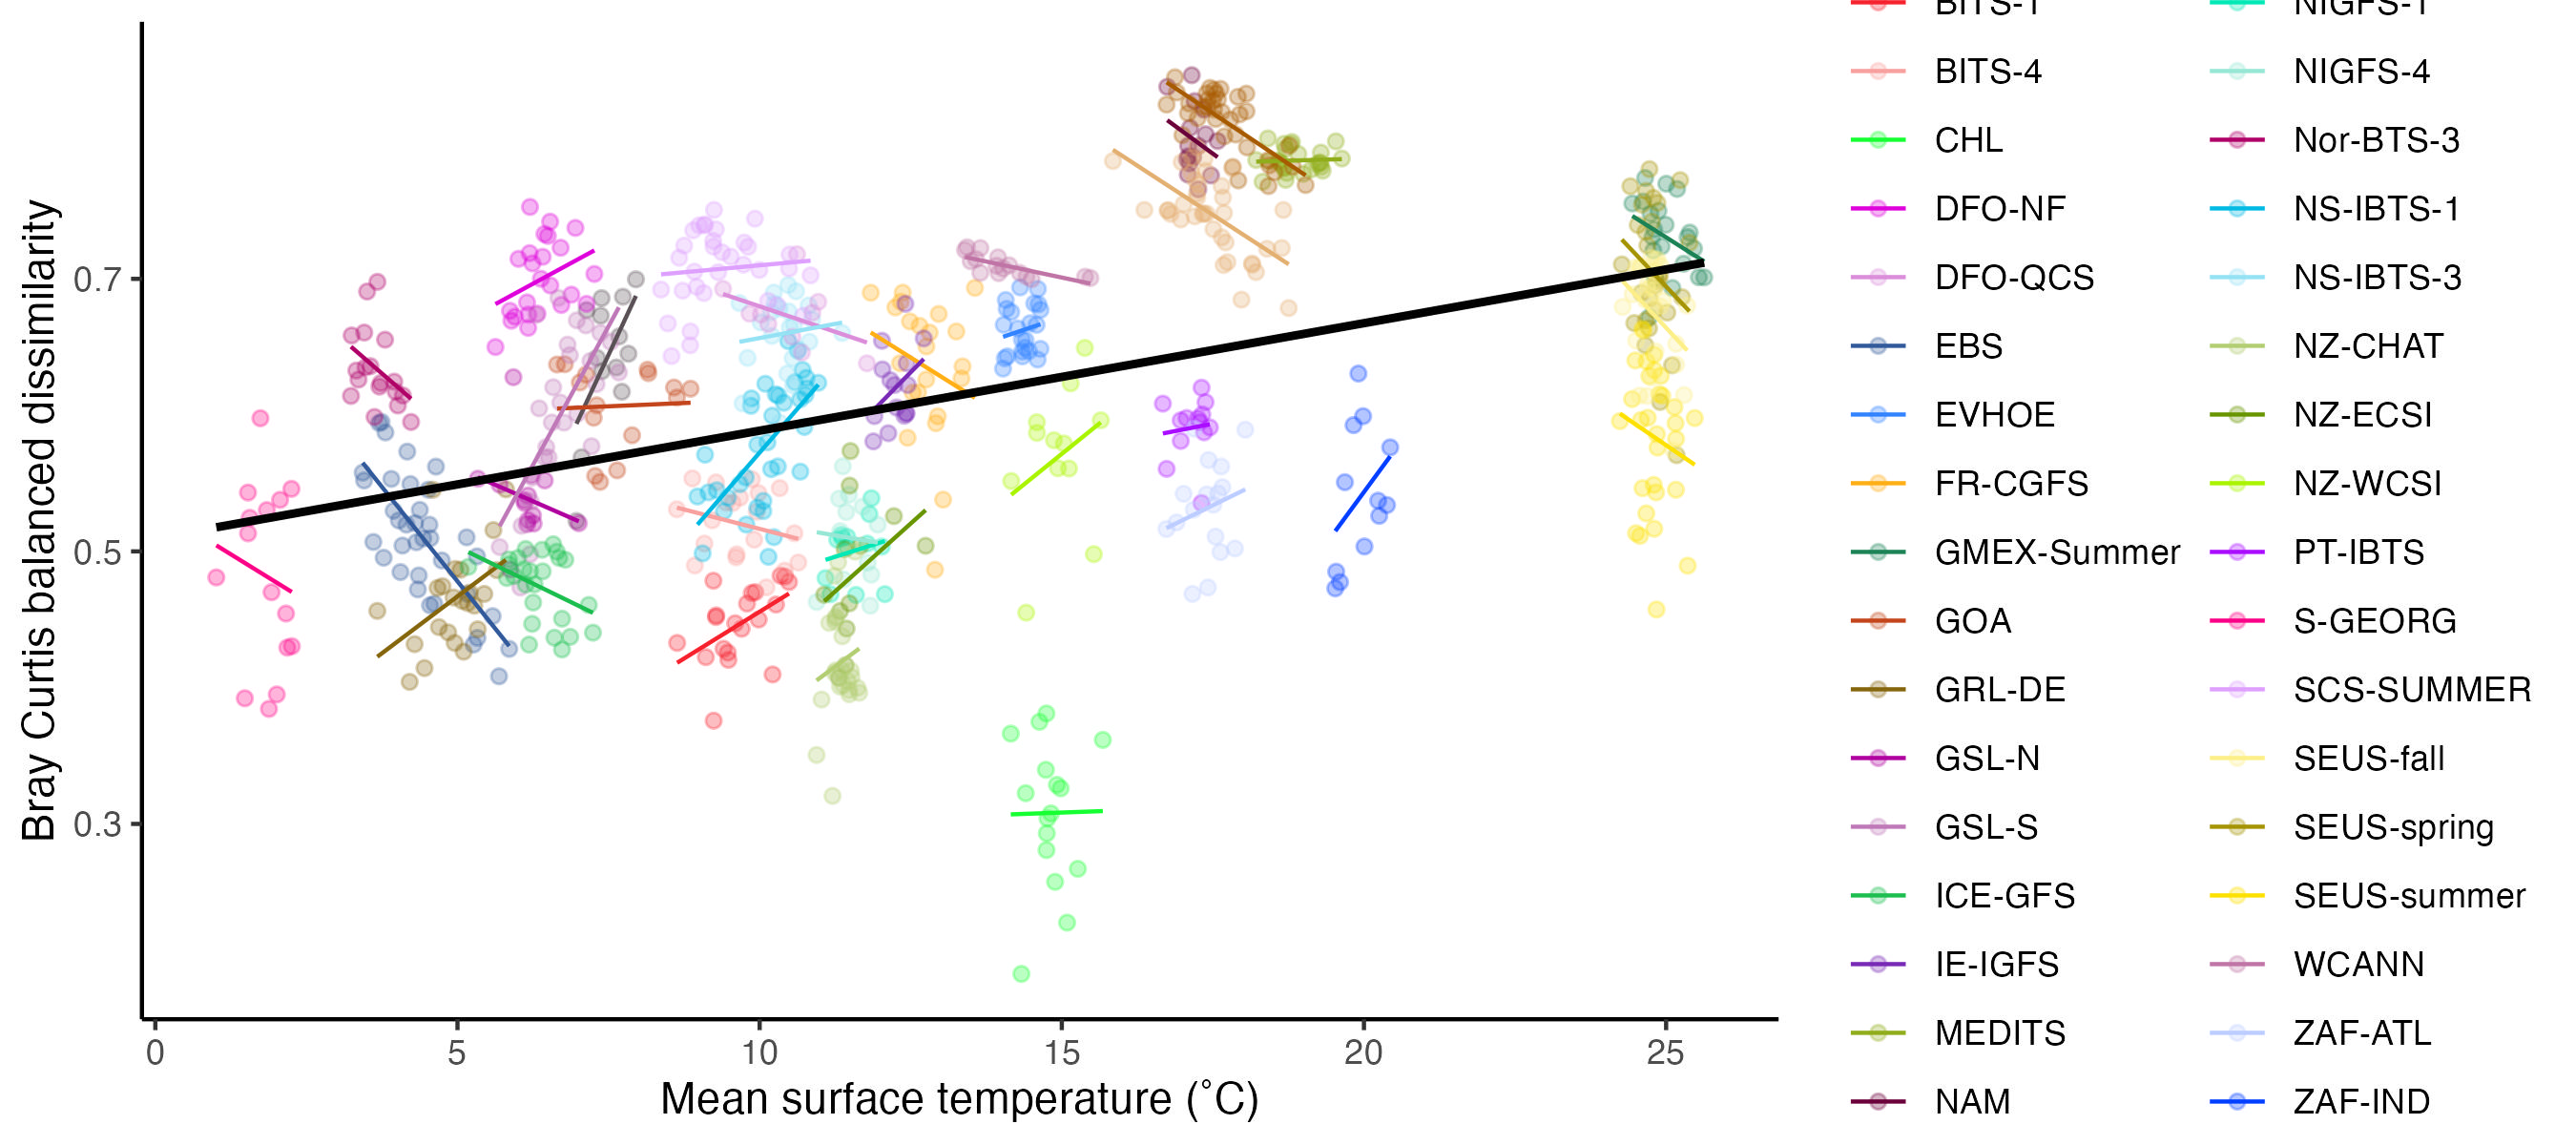 Bray Curtis balanced dissimilarity
0.7
0.5
0.3
0 5 10 15 20 25
Mean surface temperature (˚C)
BITS-1
BITS-4
CHL
DFO-NF
DFO-QCS
EBS
EVHOE
FR-CGFS
GMEX-Summer
GOA
GRL-DE
GSL-N
GSL-S
ICE-GFS
IE-IGFS
MEDITS
NAM
NIGFS-1
NIGFS-4
Nor-BTS-3
NS-IBTS-1
NS-IBTS-3
NZ-CHAT
NZ-ECSI
NZ-WCSI
PT-IBTS
S-GEORG
SCS-SUMMER
SEUS-fall
SEUS-spring
SEUS-summer
WCANN
ZAF-ATL
ZAF-IND